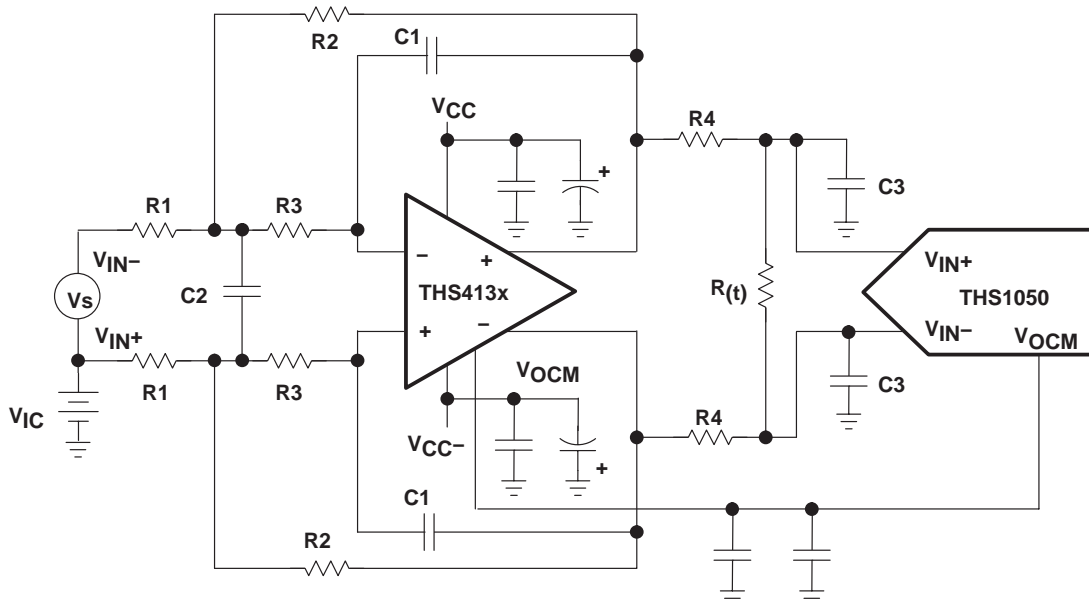 R2
C1
VCC
R4
+
C3
R1
R3
VIN−
−
+
VIN+
Vs
C2
THS413x
R(t)
THS1050
VIN+
+
−
VIN−
VOCM
R1
R3
VOCM
C3
VIC
R4
VCC−
+
C1
R2